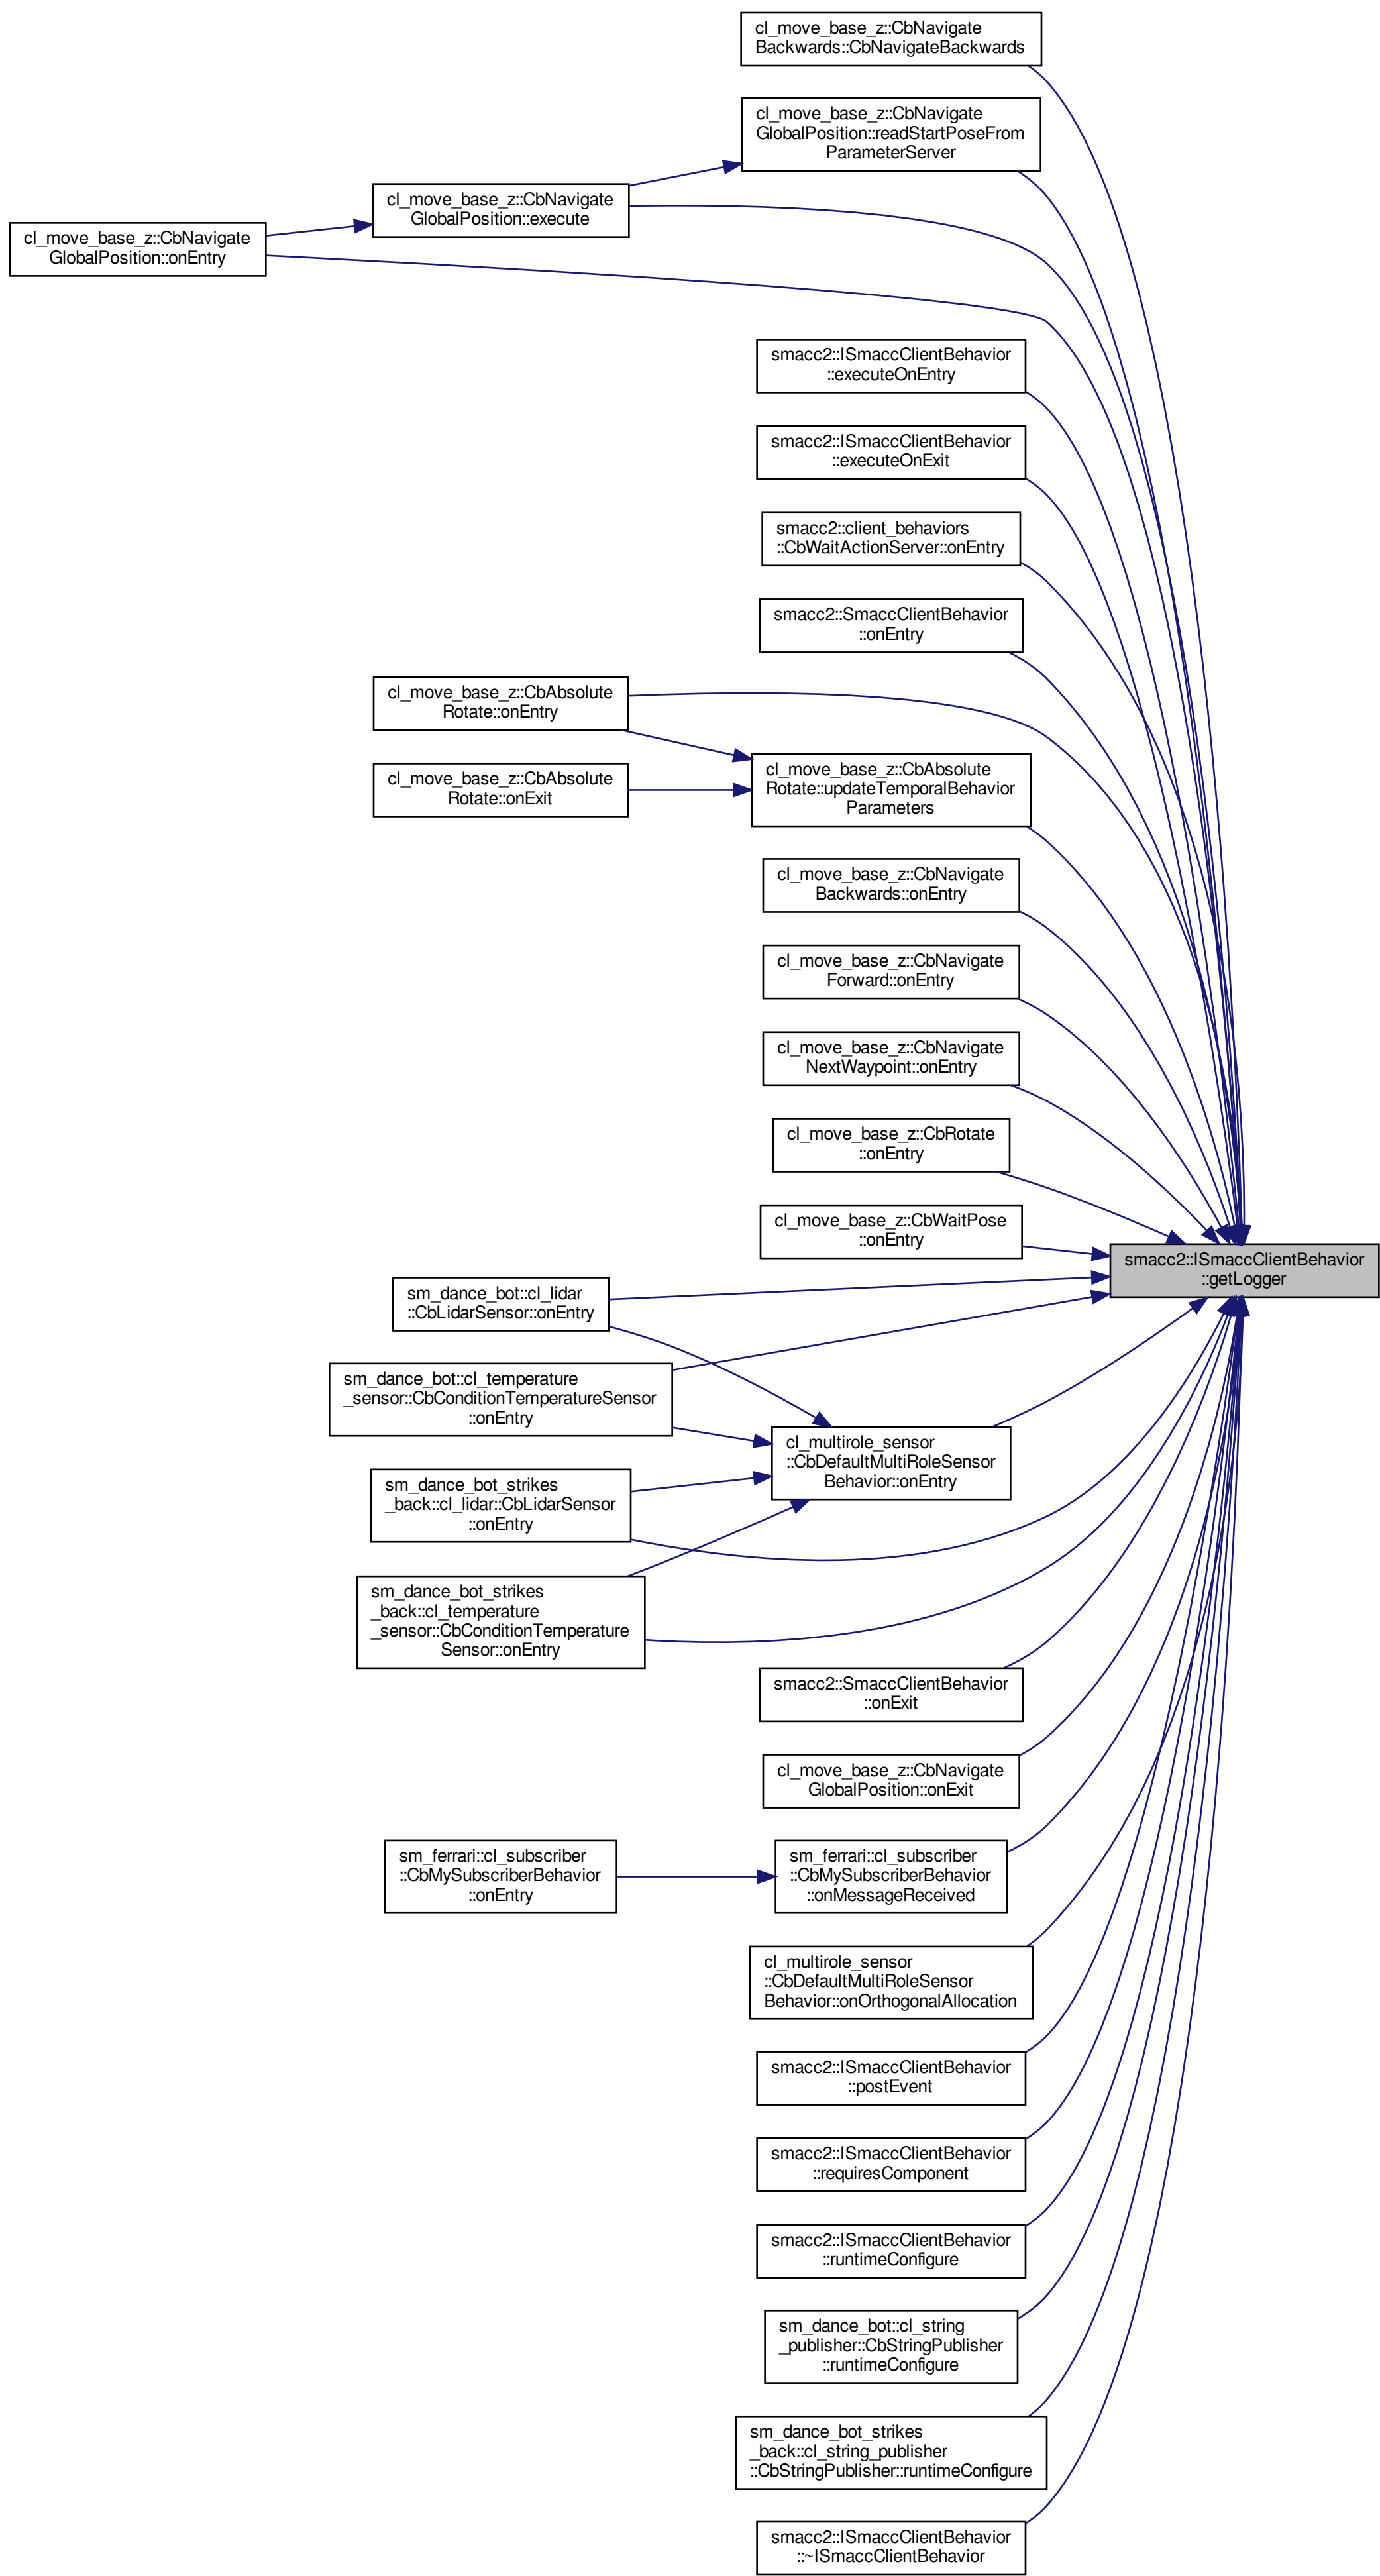 cl_move_base_z::CbNavigate
Backwards::CbNavigateBackwards
cl_move_base_z::CbNavigate
GlobalPosition::readStartPoseFrom
ParameterServer
cl_move_base_z::CbNavigate
GlobalPosition::execute
cl_move_base_z::CbNavigate
GlobalPosition::onEntry
smacc2::ISmaccClientBehavior
::executeOnEntry
smacc2::ISmaccClientBehavior
::executeOnExit
smacc2::client_behaviors
::CbWaitActionServer::onEntry
smacc2::SmaccClientBehavior
::onEntry
cl_move_base_z::CbAbsolute
Rotate::onEntry
cl_move_base_z::CbAbsolute
Rotate::updateTemporalBehavior
Parameters
cl_move_base_z::CbAbsolute
Rotate::onExit
cl_move_base_z::CbNavigate
Backwards::onEntry
cl_move_base_z::CbNavigate
Forward::onEntry
cl_move_base_z::CbNavigate
NextWaypoint::onEntry
cl_move_base_z::CbRotate
::onEntry
cl_move_base_z::CbWaitPose
::onEntry
smacc2::ISmaccClientBehavior
::getLogger
sm_dance_bot::cl_lidar
::CbLidarSensor::onEntry
sm_dance_bot::cl_temperature
_sensor::CbConditionTemperatureSensor
::onEntry
cl_multirole_sensor
::CbDefaultMultiRoleSensor
Behavior::onEntry
sm_dance_bot_strikes
_back::cl_lidar::CbLidarSensor
::onEntry
sm_dance_bot_strikes
_back::cl_temperature
_sensor::CbConditionTemperature
Sensor::onEntry
smacc2::SmaccClientBehavior
::onExit
cl_move_base_z::CbNavigate
GlobalPosition::onExit
sm_ferrari::cl_subscriber
::CbMySubscriberBehavior
::onEntry
sm_ferrari::cl_subscriber
::CbMySubscriberBehavior
::onMessageReceived
cl_multirole_sensor
::CbDefaultMultiRoleSensor
Behavior::onOrthogonalAllocation
smacc2::ISmaccClientBehavior
::postEvent
smacc2::ISmaccClientBehavior
::requiresComponent
smacc2::ISmaccClientBehavior
::runtimeConfigure
sm_dance_bot::cl_string
_publisher::CbStringPublisher
::runtimeConfigure
sm_dance_bot_strikes
_back::cl_string_publisher
::CbStringPublisher::runtimeConfigure
smacc2::ISmaccClientBehavior
::~ISmaccClientBehavior